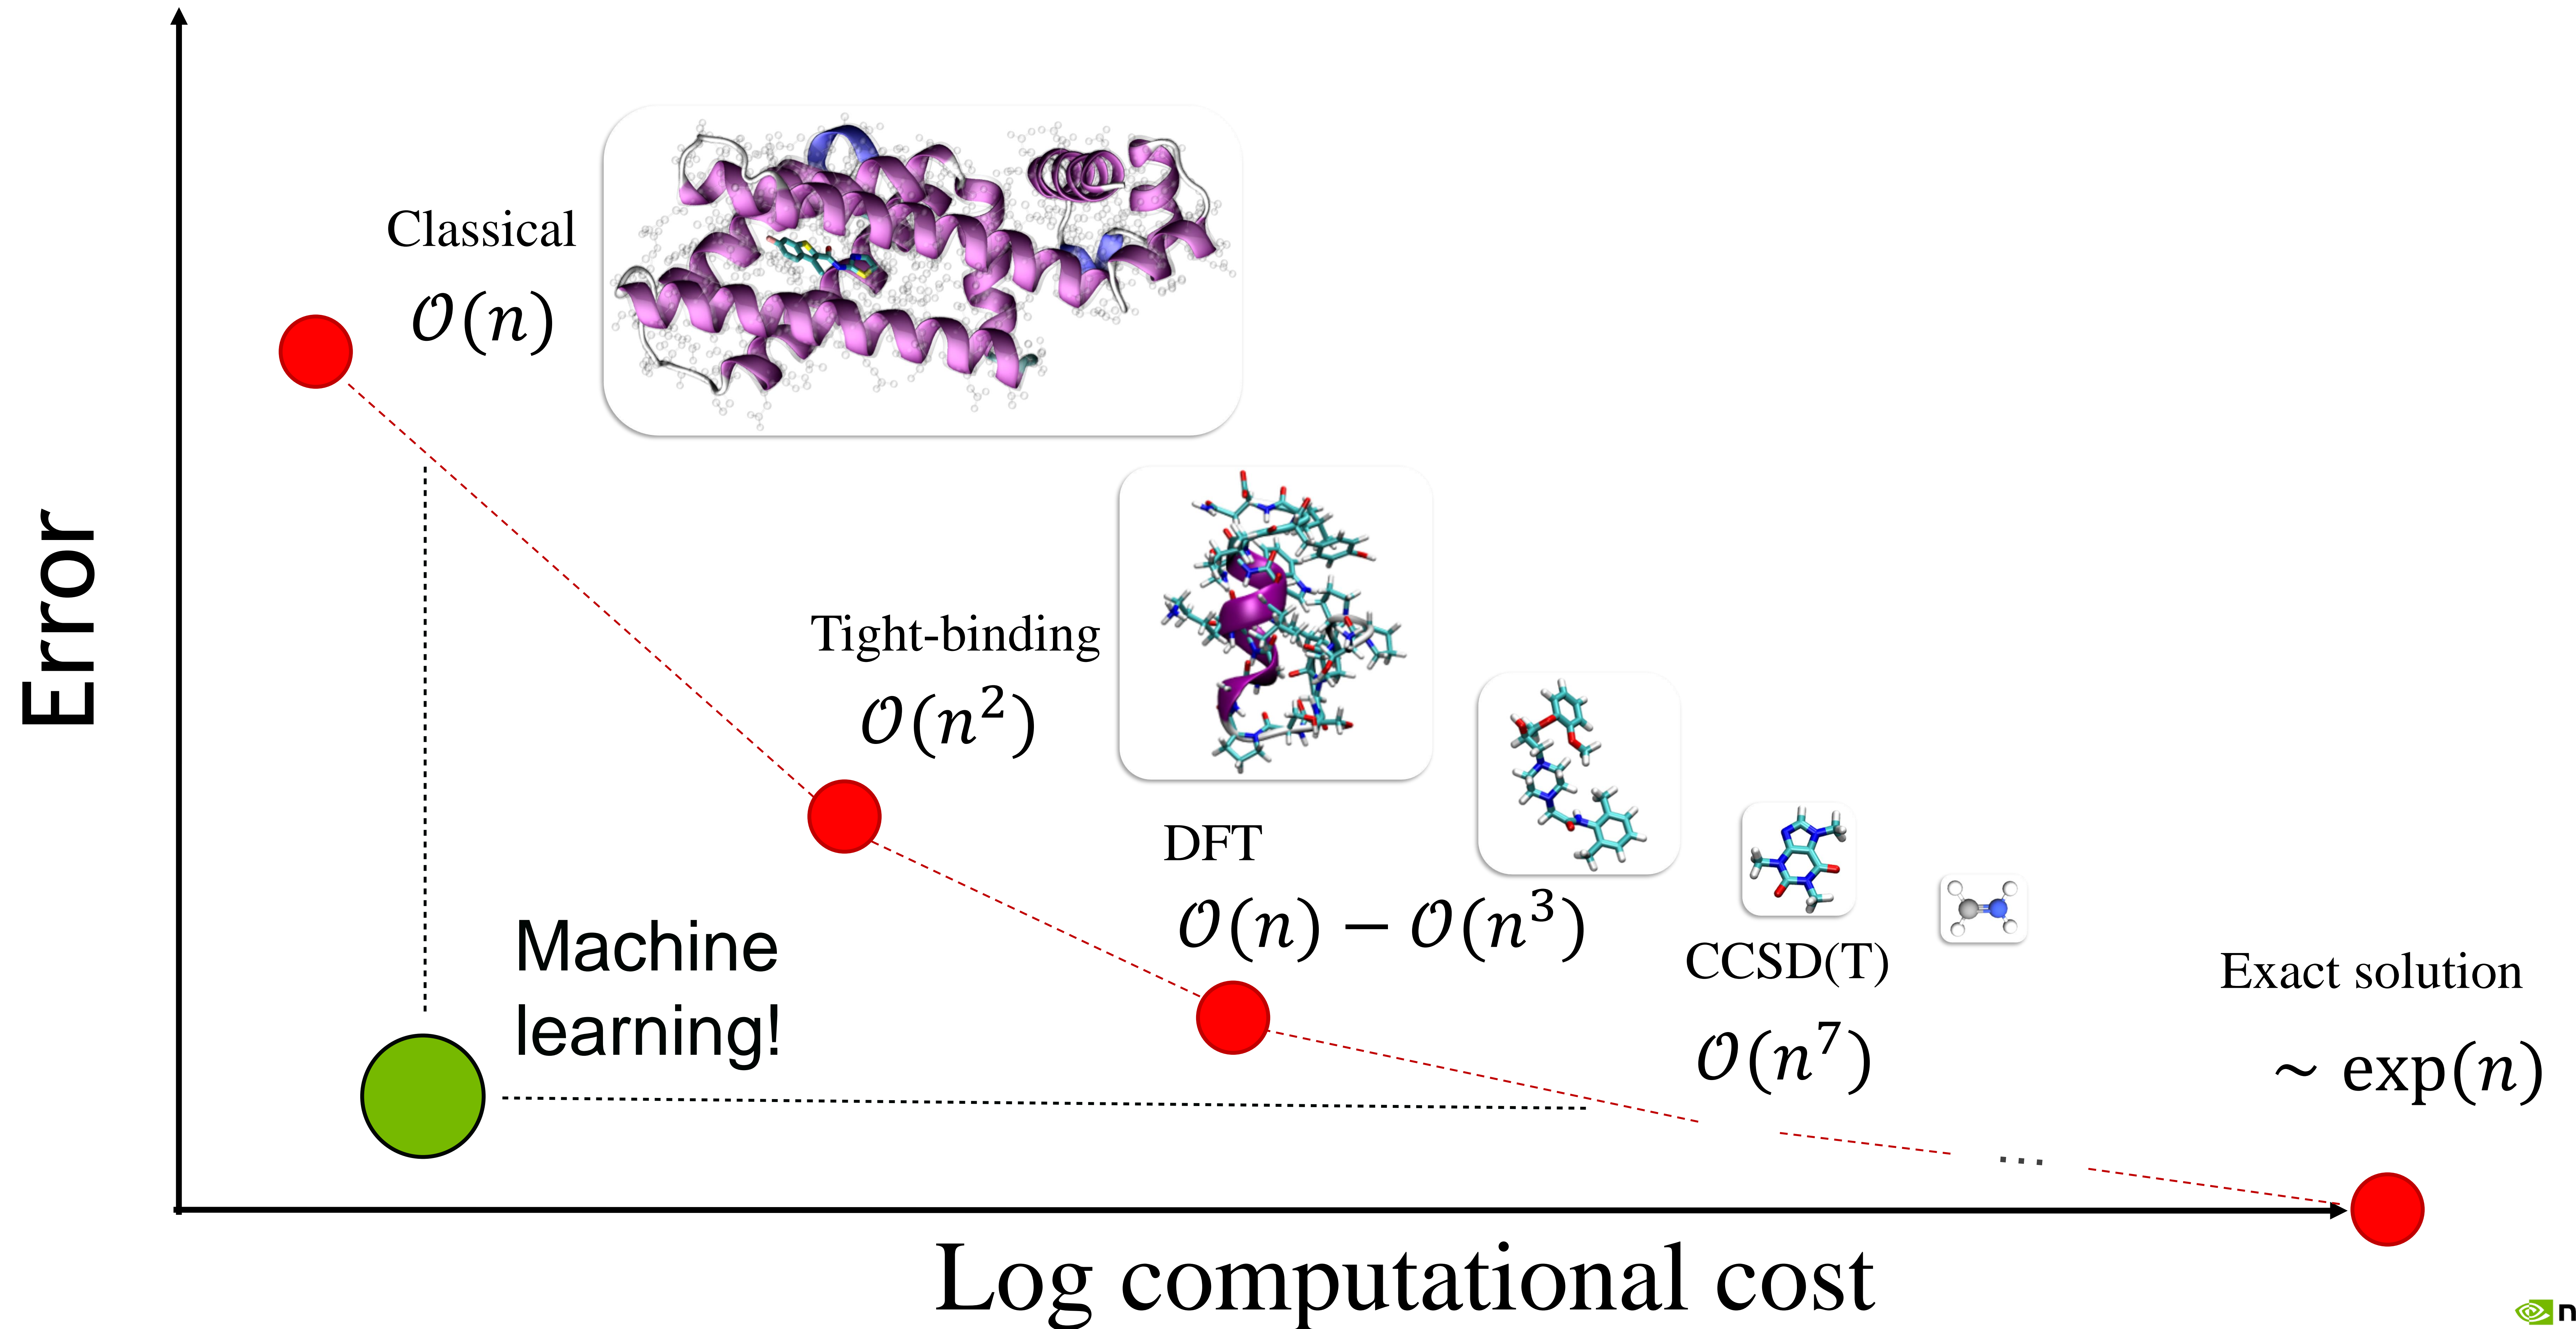 Error
Classical
𝒪(n)
Tight-binding
𝒪(n²)
DFT
𝒪(n) − 𝒪(n³)
CCSD(T)
𝒪(n⁷)
Exact solution
~ exp(n)
Machine
learning!
...
Log computational cost
n